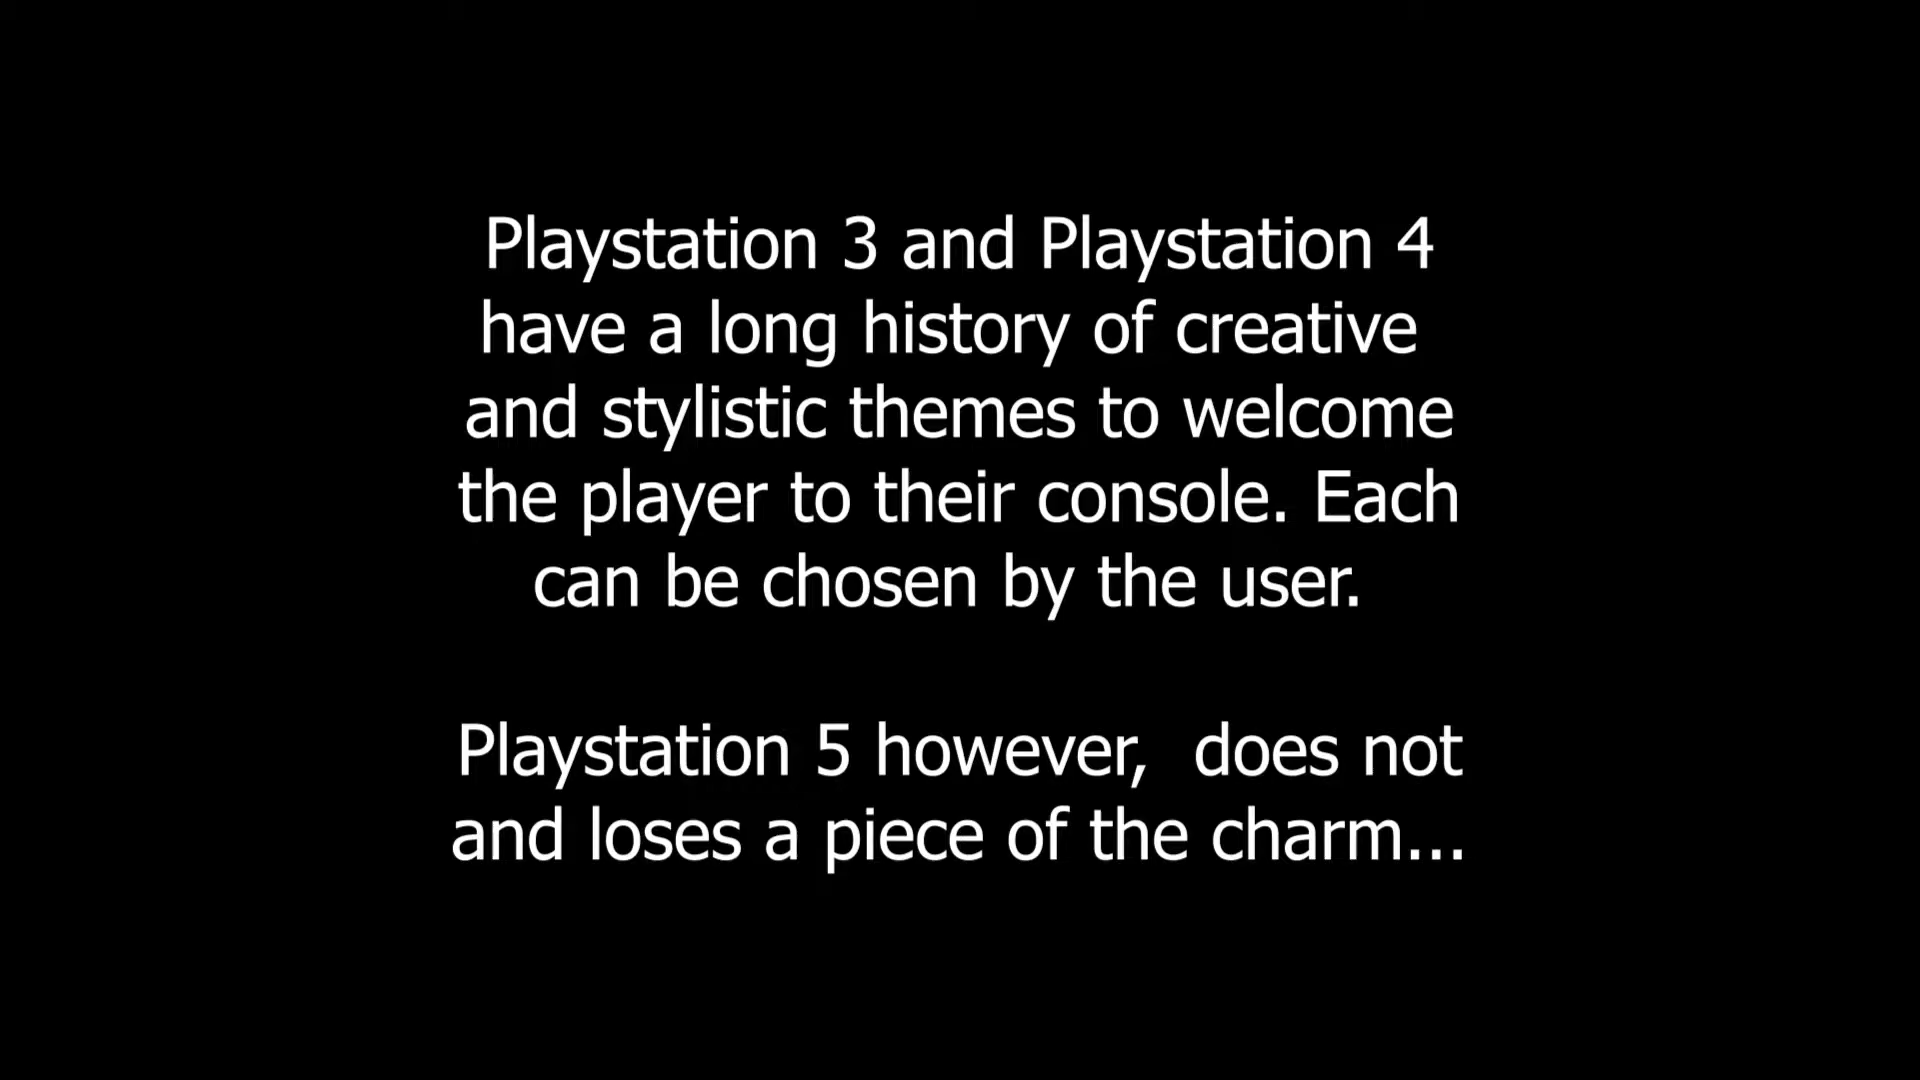 Playstation 3 and Playstation 4
have a long history of creative
and stylistic themes to welcome
the player to their console. Each
can be chosen by the user.
Playstation 5 however,  does not
and loses a piece of the charm...